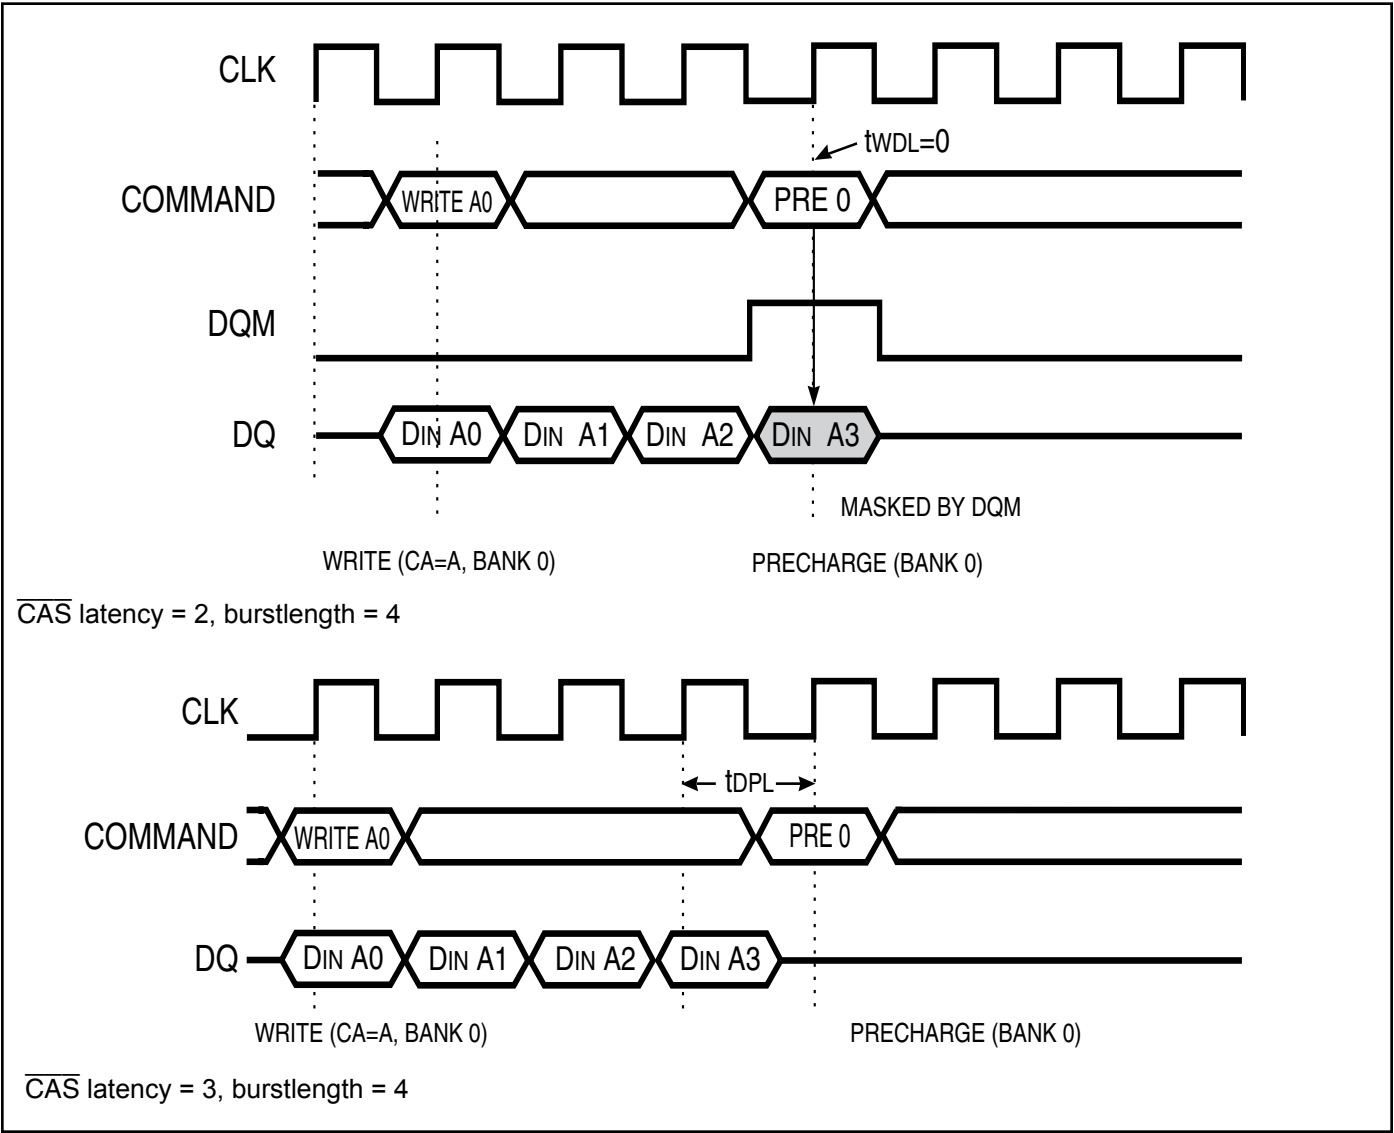 CLK
tWDL=0
COMMAND
WRITE A0
PRE 0
DQM
DQ
DIN A0
DIN A1
DIN A2
DIN A3
MASKED BY DQM
WRITE (CA=A, BANK 0)
PRECHARGE (BANK 0)
CAS latency = 2, burstlength = 4
CLK
tDPL
COMMAND
WRITE A0
PRE 0
DQ
DIN A0
DIN A1
DIN A2
DIN A3
WRITE (CA=A, BANK 0)
PRECHARGE (BANK 0)
CAS latency = 3, burstlength = 4